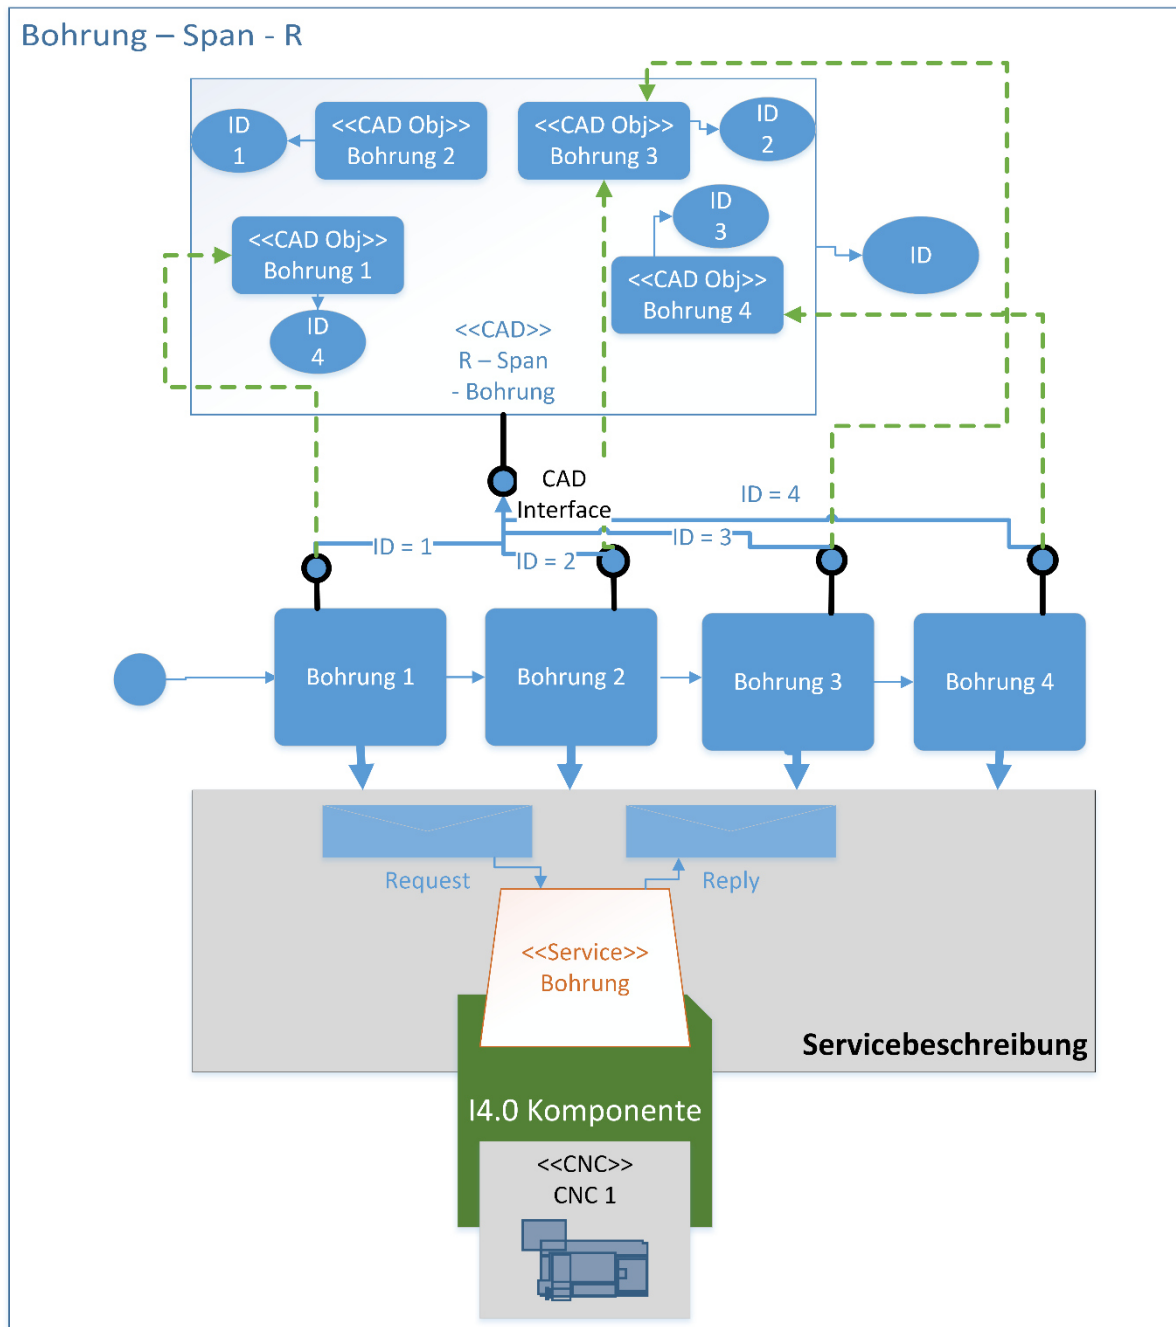 Bohrung – Span - R
ID
1
<<CAD Obj>>
Bohrung 2
<<CAD Obj>>
Bohrung 3
ID
2
ID
3
<<CAD Obj>>
Bohrung 1
ID
<<CAD Obj>>
Bohrung 4
ID
4
<<CAD>>
R – Span
- Bohrung
CAD
Interface
ID = 4
ID = 1
ID = 2
ID = 3
Bohrung 1
Bohrung 2
Bohrung 3
Bohrung 4
Request
Reply
<<Service>>
Bohrung
Servicebeschreibung
I4.0 Komponente
<<CNC>>
CNC 1